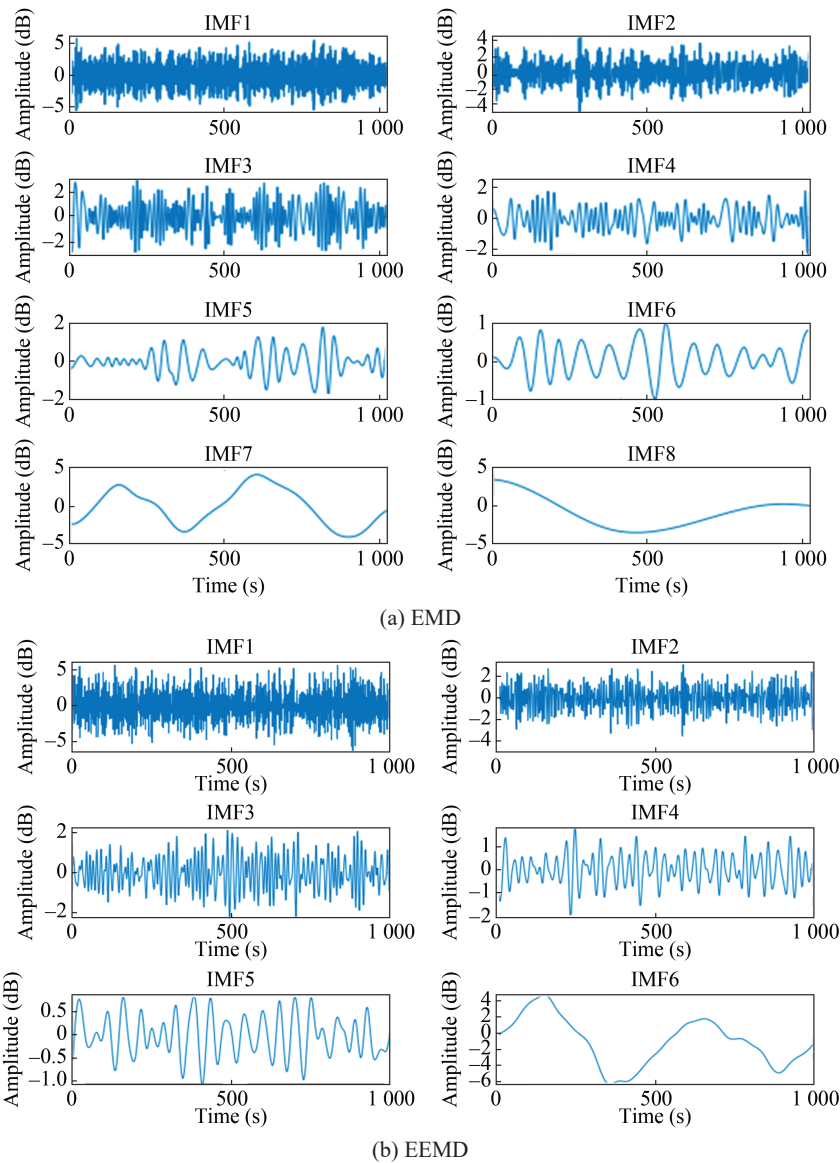 IMF1 IMF2
Amplitude (dB) 5 0 –5 0 500 1 000 Amplitude (dB) 4 2 0 –2 –4 0 500 1 000
IMF3 IMF4
Amplitude (dB) 2 0 –2 0 500 1 000 Amplitude (dB) 2 0 –2 0 500 1 000
IMF5 IMF6
Amplitude (dB) 2 0 –2 0 500 1 000 Amplitude (dB) 1 0 –1 0 500 1 000
IMF7 IMF8
Amplitude (dB) 5 0 –5 0 500 1 000 Amplitude (dB) 5 0 –5 0 500 1 000
Time (s) Time (s)
(a) EMD
IMF1 IMF2
Amplitude (dB) 5 0 –5 0 500 1 000 Amplitude (dB) 2 0 –2 –4 0 500 1 000
Time (s) Time (s)
IMF3 IMF4
Amplitude (dB) 2 0 –2 0 500 1 000 Amplitude (dB) 1 0 –1 –2 0 500 1 000
Time (s) Time (s)
IMF5 IMF6
Amplitude (dB) 0.5 0 –0.5 –1.0 0 500 1 000 Amplitude (dB) 4 2 0 –2 –4 –6 0 500 1 000
Time (s) Time (s)
(b) EEMD